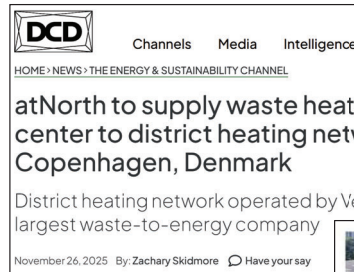 DCD
Channels Media Intelligence
HOME > NEWS > THE ENERGY & SUSTAINABILITY CHANNEL
atNorth to supply waste heat
center to district heating
Copenhagen, Denmark
District heating network operated by
largest waste-to-energy company
November 26, 2025 By: Zachary Skidmore Have your say